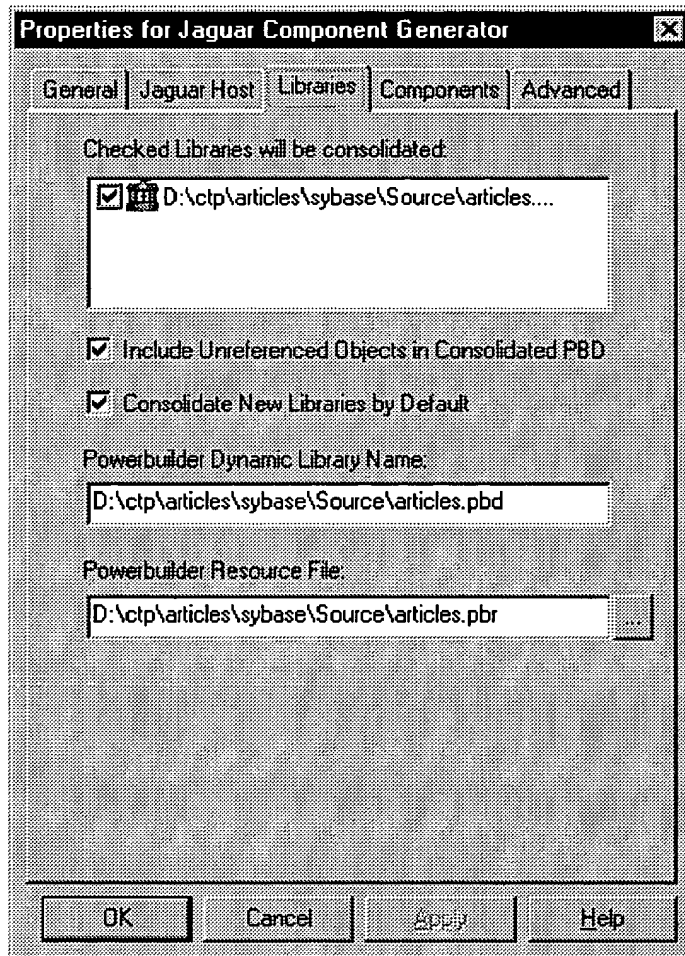 Properties for Jaguar Component Generator
General Jaguar Host Libraries Components Advanced
Checked Libraries will be consolidated:
D:\ctp\articles\sybase\Source\articles....
Include Unreferenced Objects in Consolidated PBD
Consolidate New Libraries by Default
Powerbuilder Dynamic Library Name:
D:\ctp\articles\sybase\Source\articles.pbd
Powerbuilder Resource File:
D:\ctp\articles\sybase\Source\articles.pbr
...
OK Cancel Apply Help